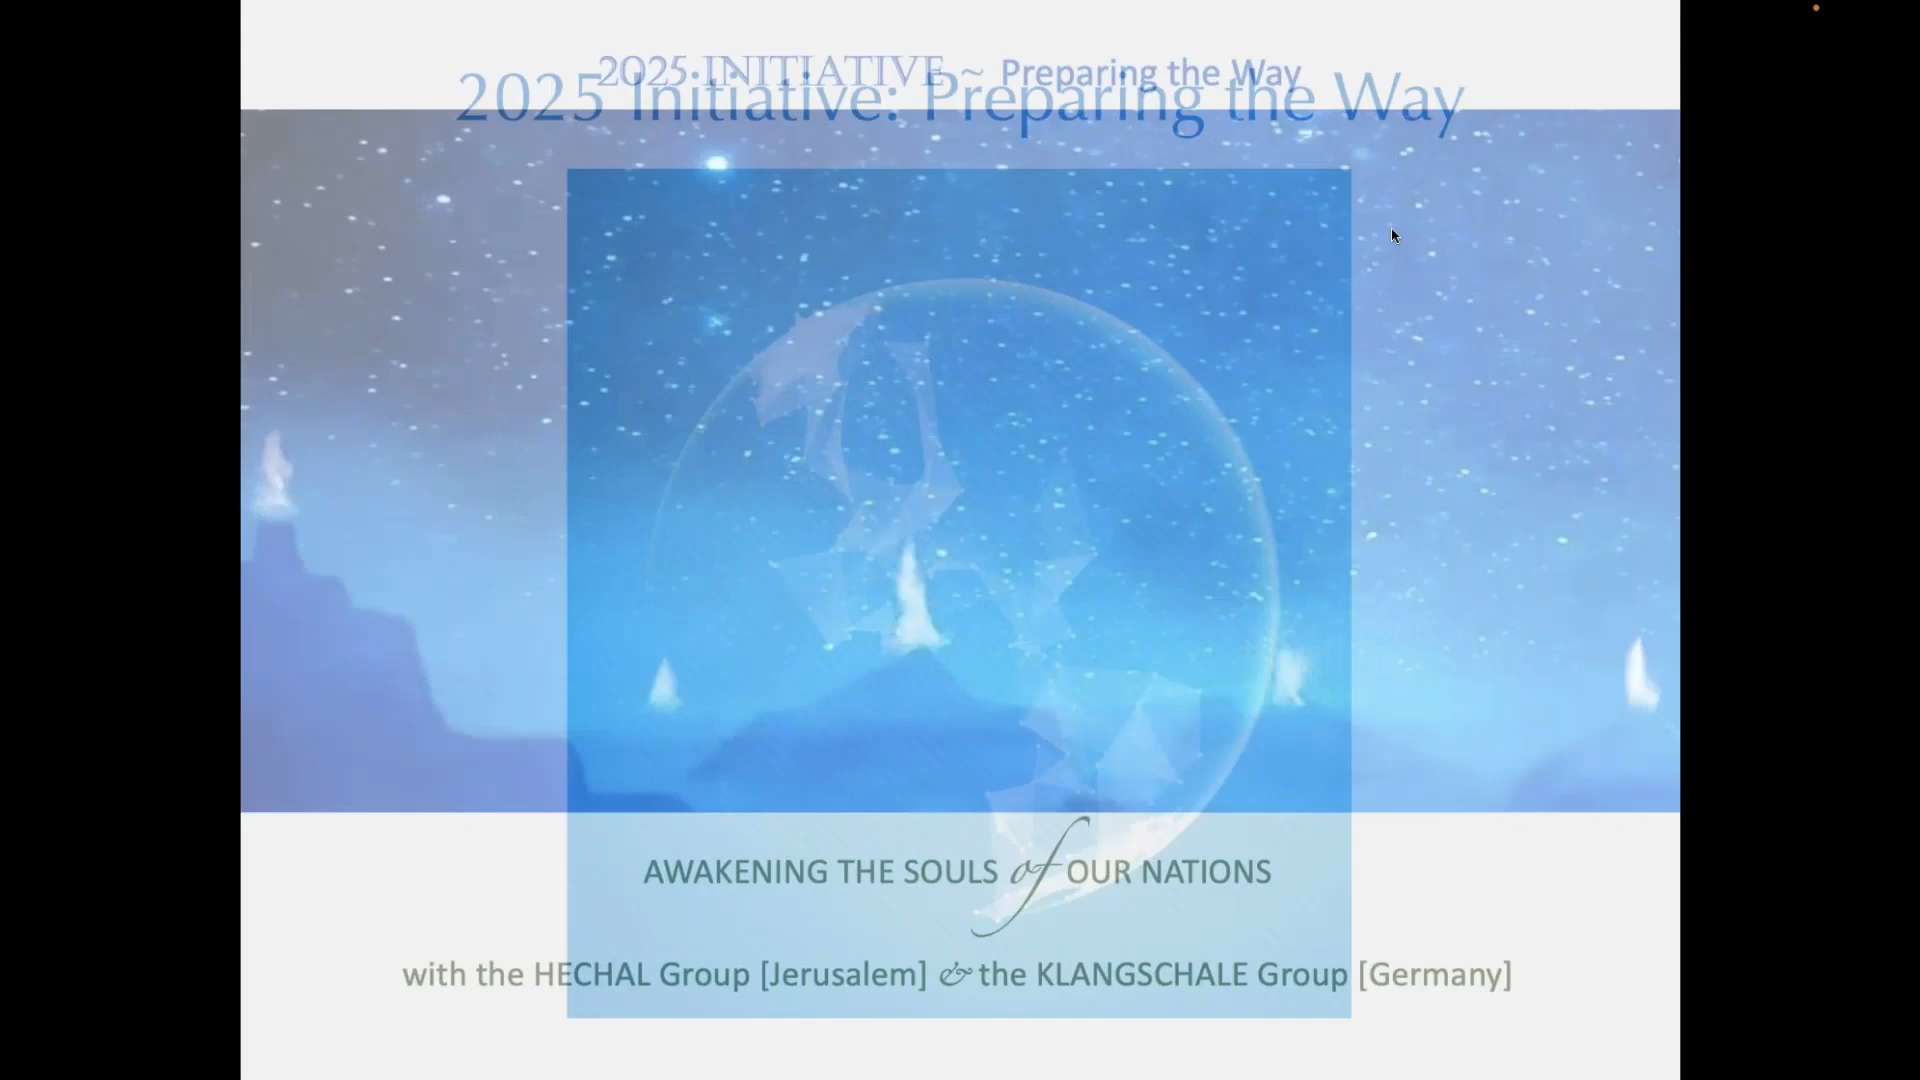 2025 INITIATIVE ~ Preparing the Way
2025 Initiative: Preparing the Way
AWAKENING THE SOULS of OUR NATIONS
with the HECHAL Group [Jerusalem] & the KLANGSCHALE Group [Germany]